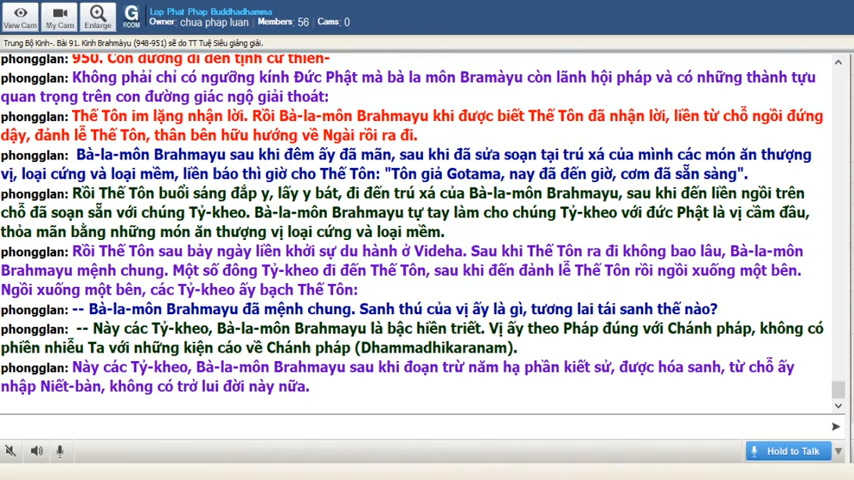 Lop Phat Phap Buddhadhamma
Owner: chua phap luan Members: 56 Cams: 0
View Cam
My Cam
Enlarge
G
ROOM
Trung Bộ Kinh-. Bài 91. Kinh Brahmàyu (948-951) sẽ do TT Tuệ Siêu giảng giải.
phongglan: 950. Con đường đi đến tịnh cư thiên-
phongglan: Không phải chỉ có ngưỡng kính Đức Phật mà bà la môn Bramàyu còn lãnh hội pháp và có những thành tựu
quan trọng trên con đường giác ngộ giải thoát:
phongglan: Thế Tôn im lặng nhận lời. Rồi Bà-la-môn Brahmayu khi được biết Thế Tôn đã nhận lời, liền từ chỗ ngồi đứng
dậy, đảnh lễ Thế Tôn, thân bên hữu hướng về Ngài rồi ra đi.
phongglan: Bà-la-môn Brahmayu sau khi đêm ấy đã mãn, sau khi đã sửa soạn tại trú xá của mình các món ăn thượng
vị, loại cứng và loại mềm, liền báo thì giờ cho Thế Tôn: "Tôn giả Gotama, nay đã đến giờ, cơm đã sẵn sàng".
phongglan: Rồi Thế Tôn buổi sáng đắp y, lấy y bát, đi đến trú xá của Bà-la-môn Brahmayu, sau khi đến liền ngồi trên
chỗ đã soạn sẵn với chúng Tỷ-kheo. Bà-la-môn Brahmayu tự tay làm cho chúng Tỷ-kheo với đức Phật là vị cầm đâu,
thỏa mãn bằng những món ăn thượng vị loại cứng và loại mềm.
phongglan: Rồi Thế Tôn sau bảy ngày liền khởi sự du hành ở Videha. Sau khi Thế Tôn ra đi không bao lâu, Bà-la-môn
Brahmayu mệnh chung. Một số đông Tỷ-kheo đi đến Thế Tôn, sau khi đến đảnh lễ Thế Tôn rồi ngồi xuống một bên.
Ngồi xuống một bên, các Tỷ-kheo ấy bạch Thế Tôn:
phongglan: -- Bà-la-môn Brahmayu đã mệnh chung. Sanh thú của vị ấy là gì, tương lai tái sanh thế nào?
phongglan: -- Này các Tỷ-kheo, Bà-la-môn Brahmayu là bậc hiền triết. Vị ấy theo Pháp đúng với Chánh pháp, không có
phiền nhiễu Ta với những kiện cáo về Chánh pháp (Dhammadhikaranam).
phongglan: Này các Tỷ-kheo, Bà-la-môn Brahmayu sau khi đoạn trừ năm hạ phần kiết sử, được hóa sanh, từ chỗ ấy
nhập Niết-bàn, không có trở lui đời này nữa.
Hold to Talk